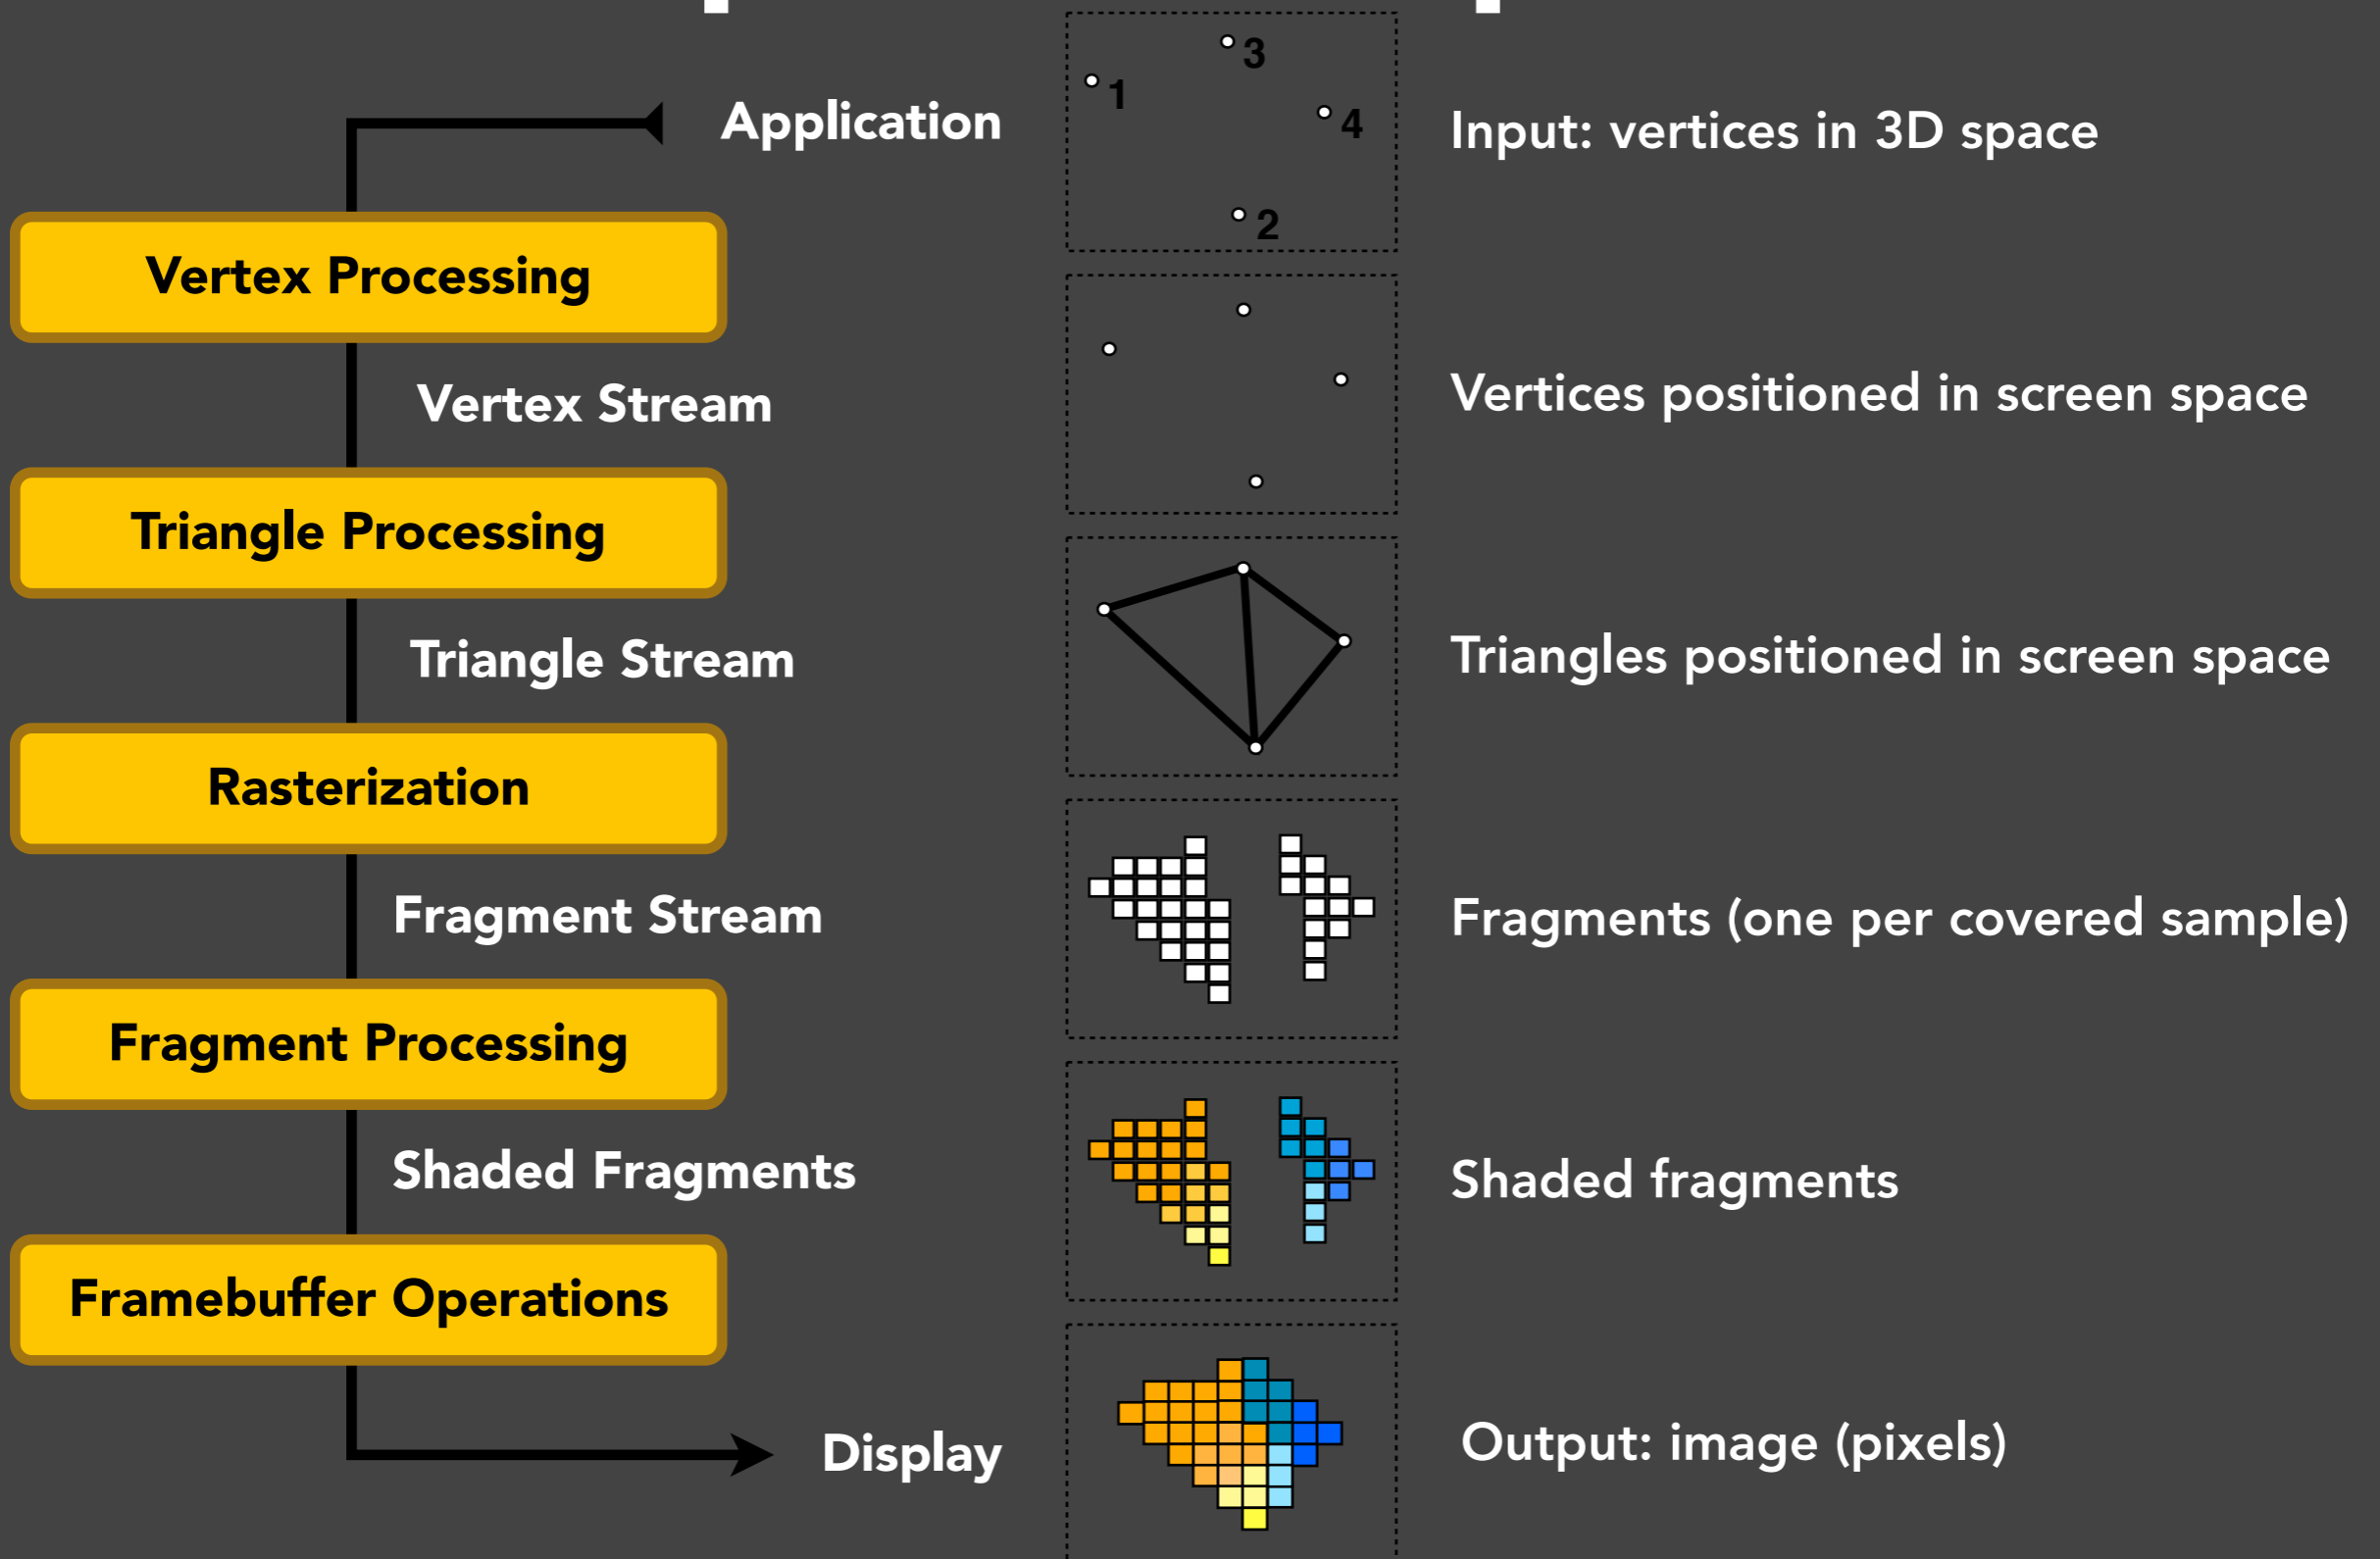 Application
Vertex Processing
Vertex Stream
Triangle Processing
Triangle Stream
Rasterization
Fragment Stream
Fragment Processing
Shaded Fragments
Framebuffer Operations
Display
3
1
4
2
Input: vertices in 3D space
Vertices positioned in screen space
Triangles positioned in screen space
Fragments (one per covered sample)
Shaded fragments
Output: image (pixels)